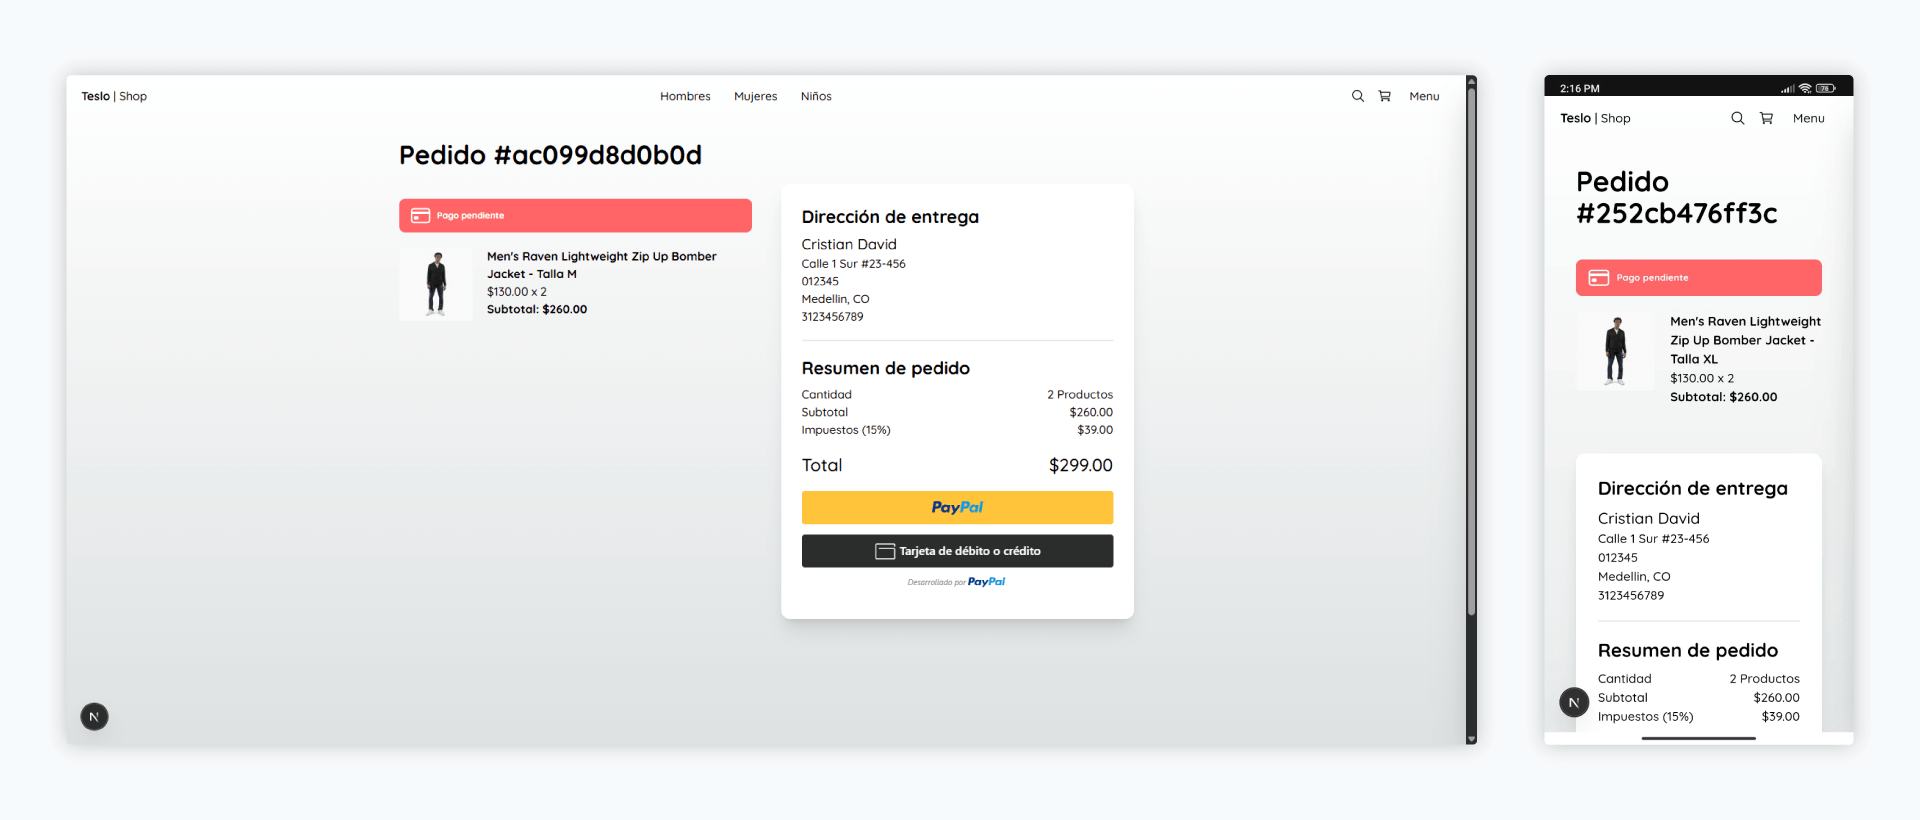 Teslo | Shop
Hombres Mujeres Niños
Menu
Pedido #ac099d8d0b0d
Pago pendiente
Men's Raven Lightweight Zip Up Bomber
Jacket - Talla M
$130.00 x 2
Subtotal: $260.00
Dirección de entrega
Cristian David
Calle 1 Sur #23-456
012345
Medellin, CO
3123456789
Resumen de pedido
Cantidad 2 Productos
Subtotal $260.00
Impuestos (15%) $39.00
Total $299.00
PayPal
Tarjeta de débito o crédito
Desarrollado por PayPal
N
2:16 PM
78
Teslo | Shop
Menu
Pedido
#252cb476ff3c
Pago pendiente
Men's Raven Lightweight
Zip Up Bomber Jacket -
Talla XL
$130.00 x 2
Subtotal: $260.00
Dirección de entrega
Cristian David
Calle 1 Sur #23-456
012345
Medellin, CO
3123456789
Resumen de pedido
Cantidad 2 Productos
Subtotal $260.00
Impuestos (15%) $39.00
N